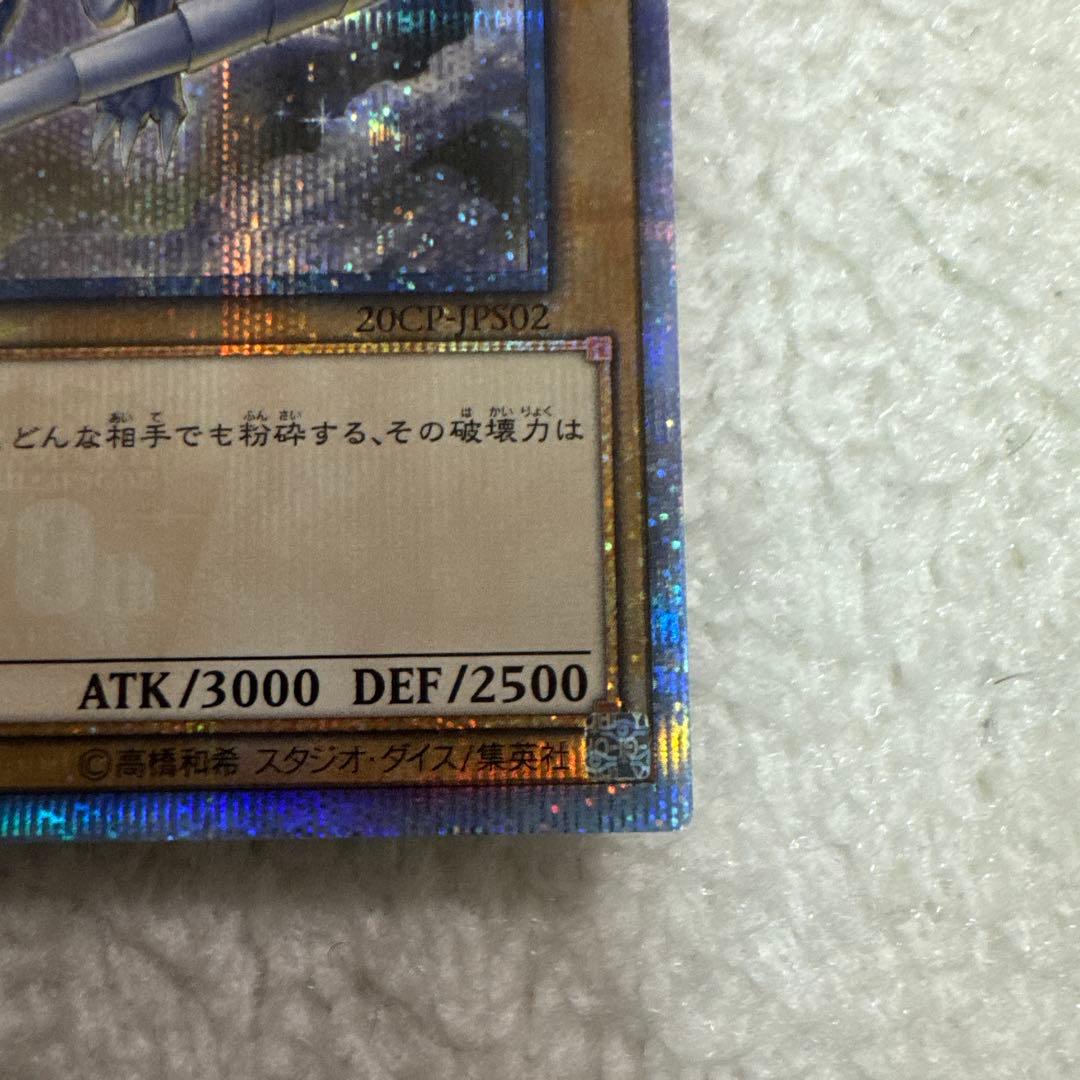 20CP-JPS02
どんな相手でも粉砕する、その破壊力は
ATK/3000 DEF/2500
©高橋和希 スタジオ・ダイス/集英社